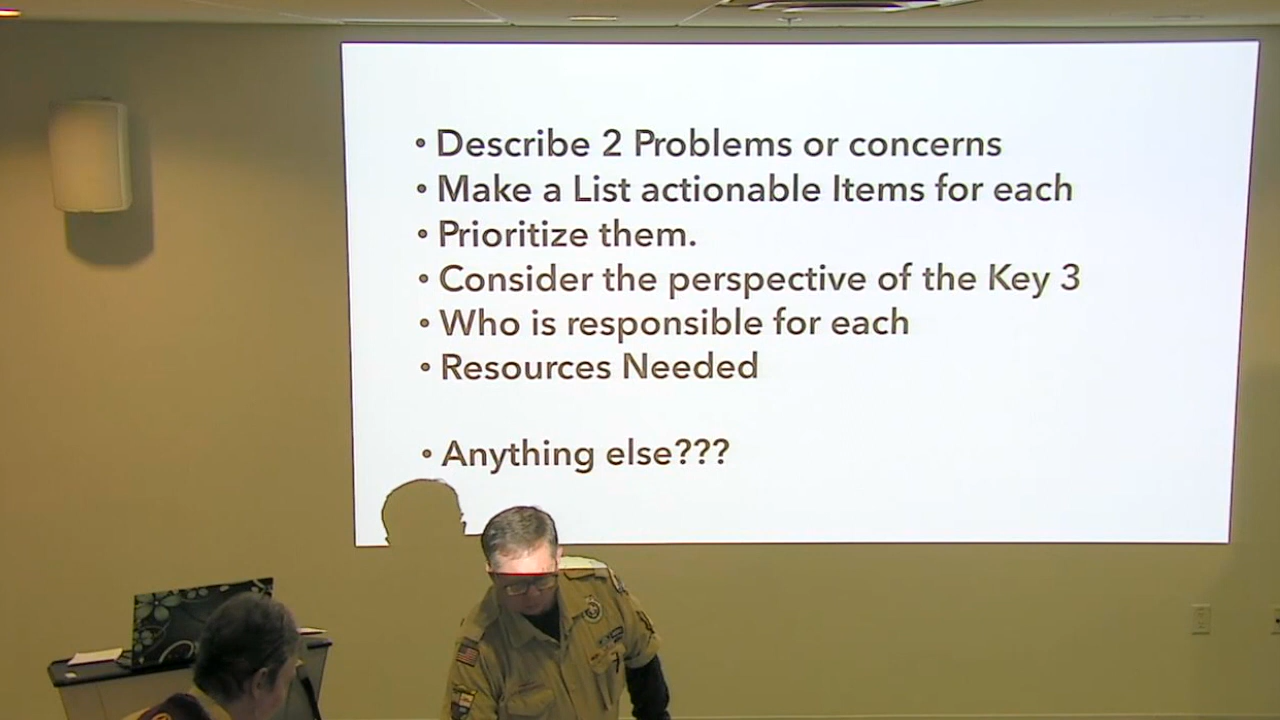 • Describe 2 Problems or concerns
• Make a List actionable Items for each
• Prioritize them.
• Consider the perspective of the Key 3
• Who is responsible for each
• Resources Needed
• Anything else???